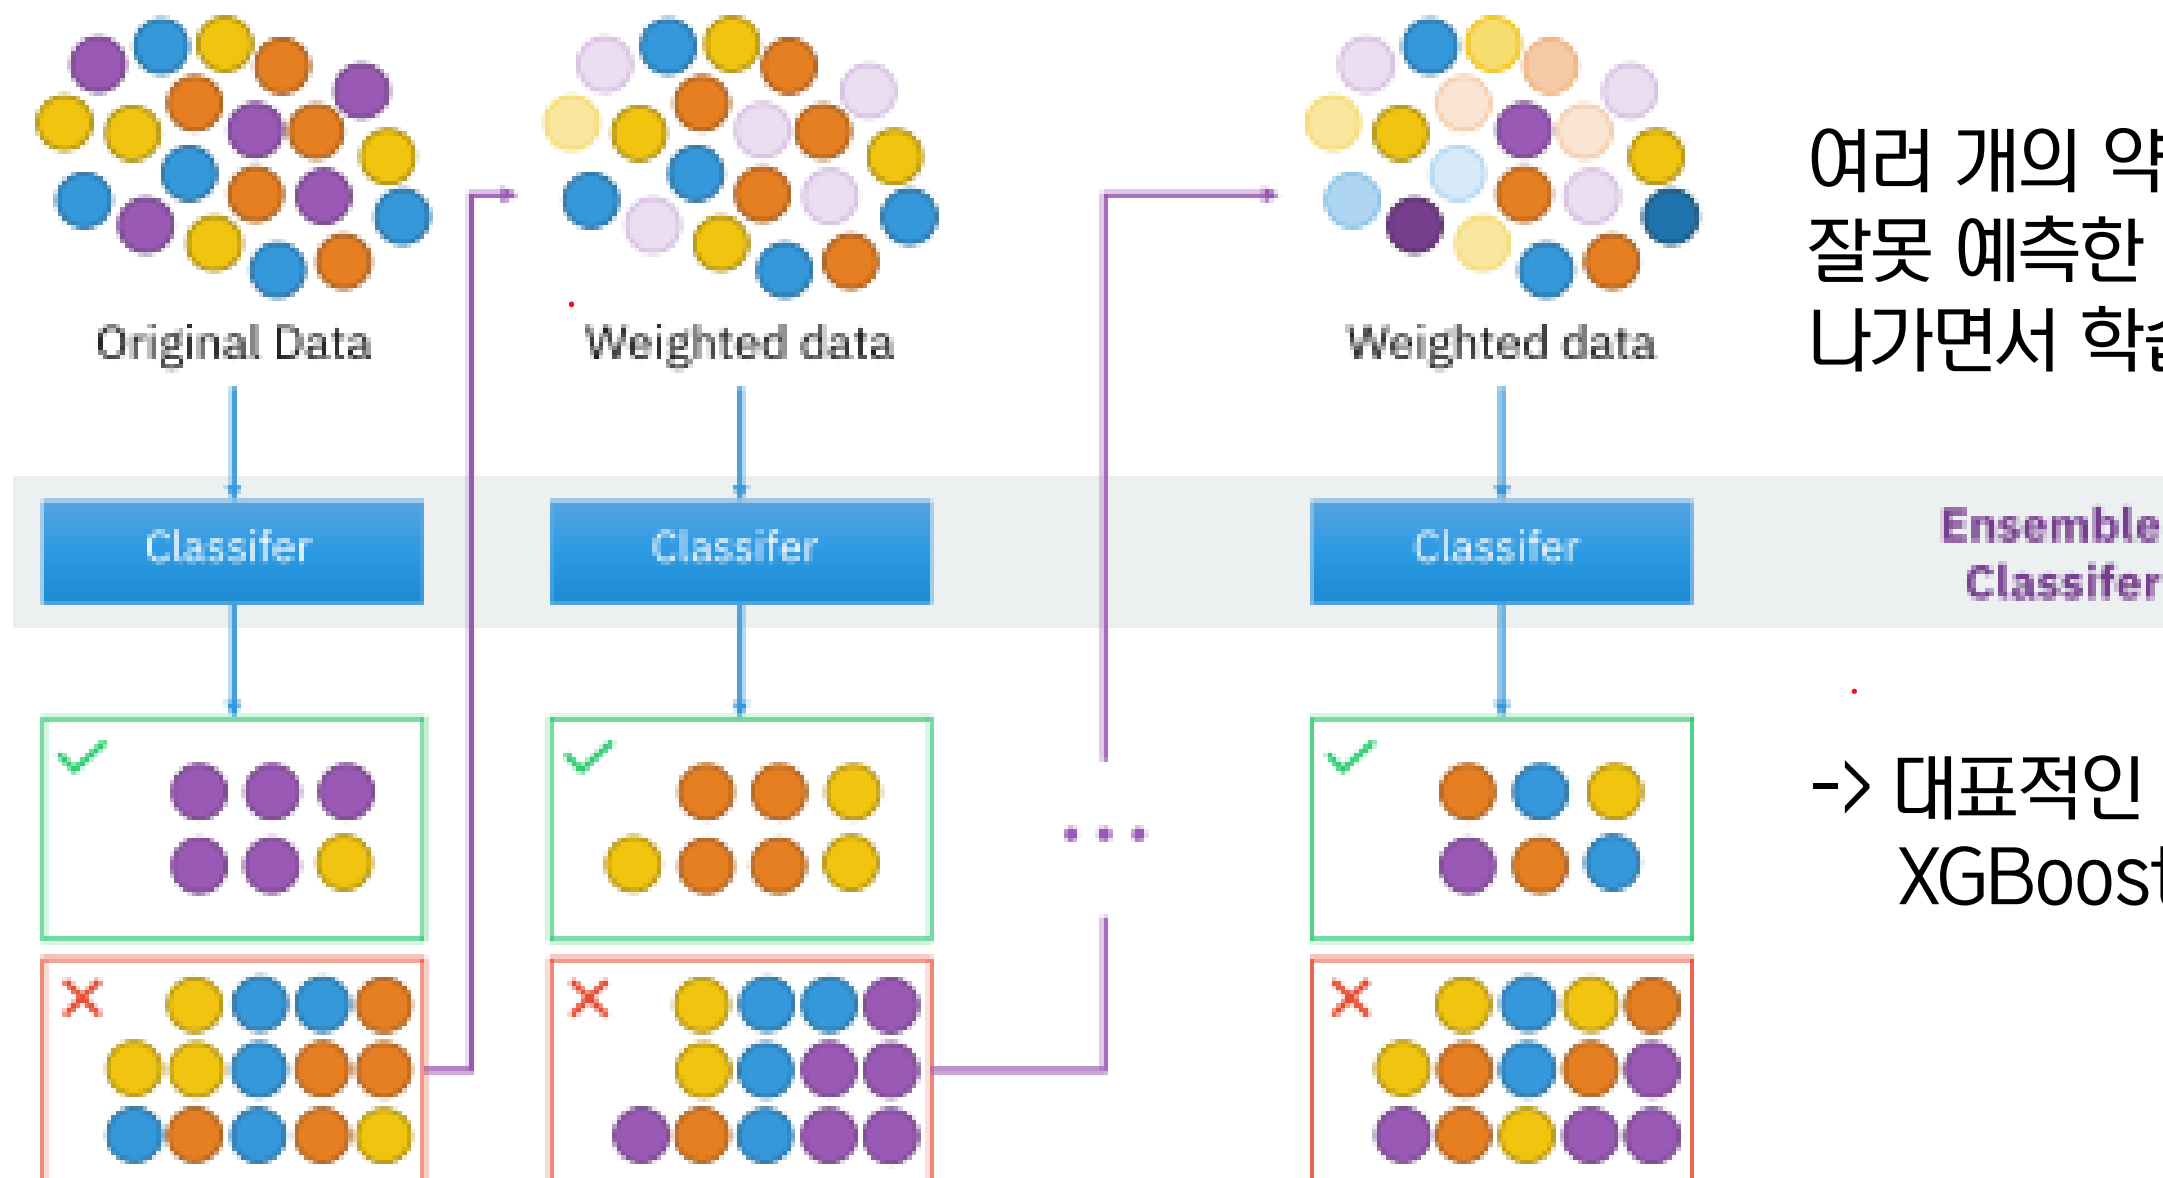 Original Data
Weighted data
Weighted data
여러 개의
잘못 예측한
나가면서
Classifer
Classifer
Classifer
Ensemble
Classifer
-> 대표적인
XGBoost